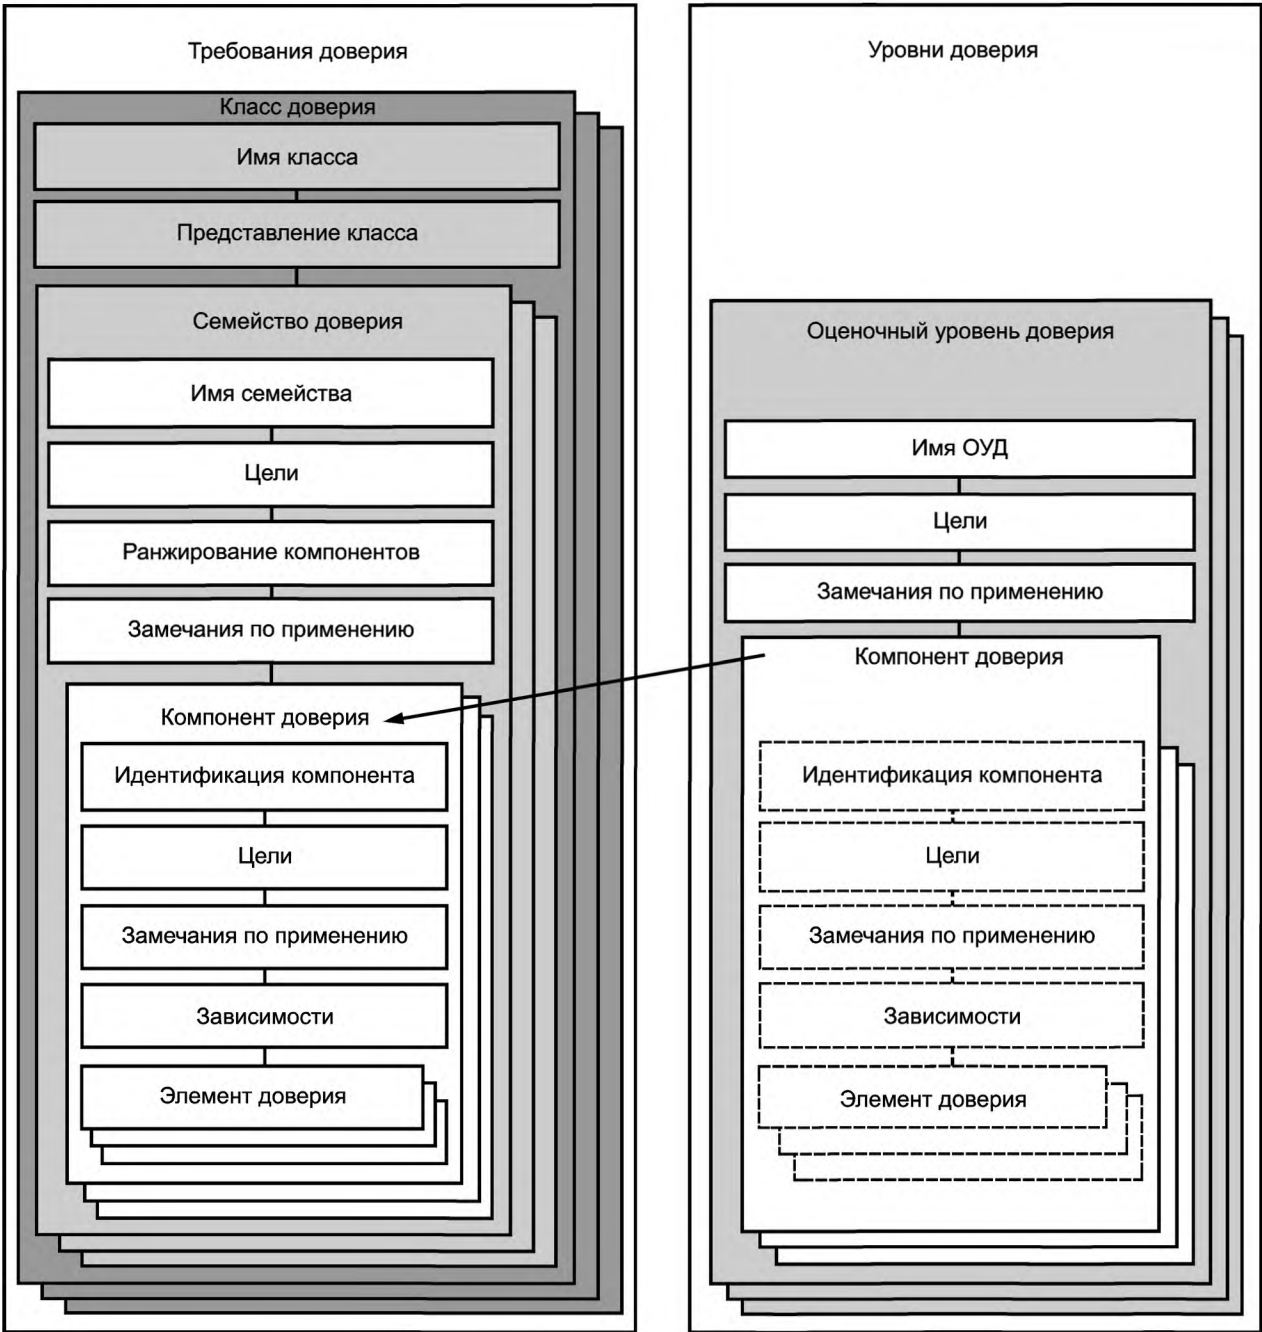 Требования доверия
Класс доверия
Имя класса
Представление класса
Семейство доверия
Имя семейства
Цели
Ранжирование компонентов
Замечания по применению
Компонент доверия
Идентификация компонента
Цели
Замечания по применению
Зависимости
Элемент доверия
Уровни доверия
Оценочный уровень доверия
Имя ОУД
Цели
Замечания по применению
Компонент доверия
Идентификация компонента
Цели
Замечания по применению
Зависимости
Элемент доверия